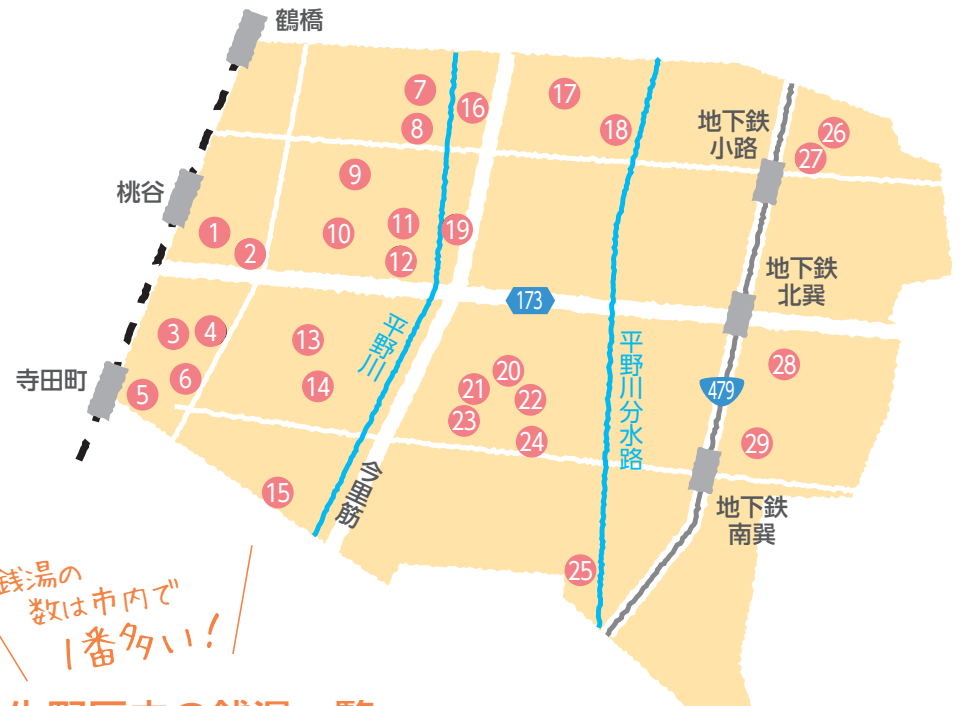 鶴橋
7
16
17
8
18
地下鉄
小路
26
27
9
桃谷
1
2
10
11
19
12
地下鉄
北巽
173
3
4
13
平野川
平野川分水路
寺田町
5
6
14
20
21
22
23
24
28
479
29
15
今里筋
地下鉄
南巽
25
銭湯の
数は市内で
1番多い!